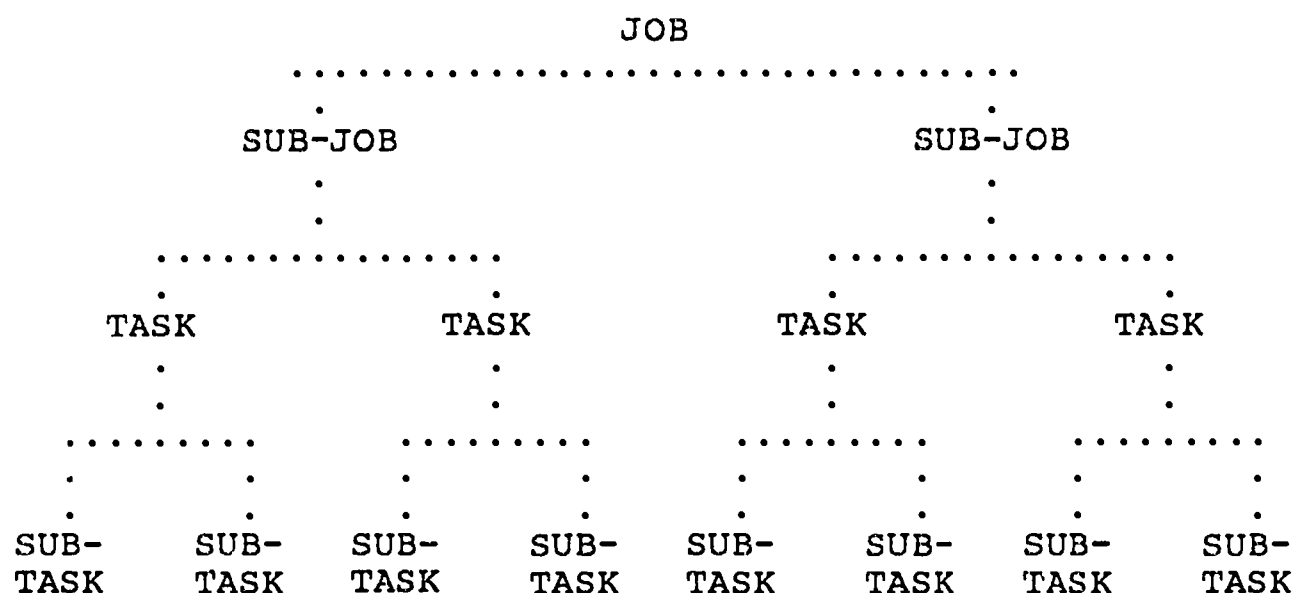 JOB
SUB-JOB SUB-JOB
TASK TASK TASK TASK
SUB- SUB- SUB- SUB- SUB- SUB- SUB- SUB-
TASK TASK TASK TASK TASK TASK TASK TASK